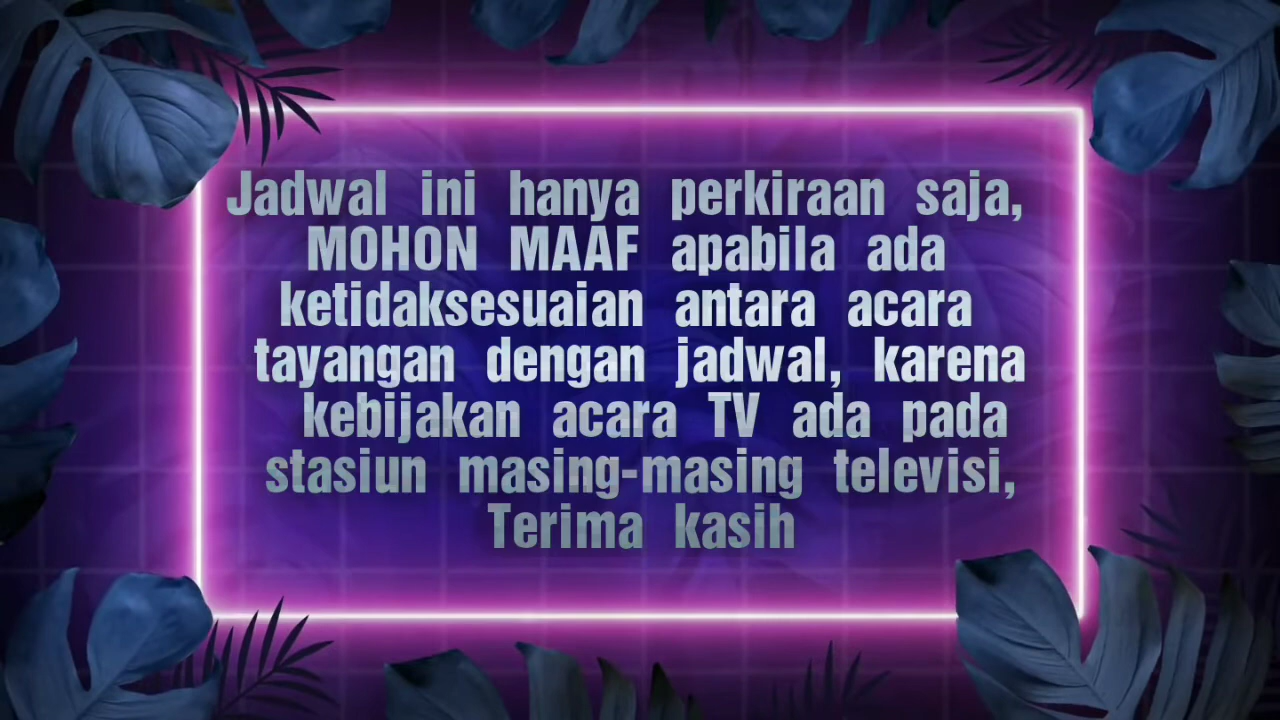 Jadwal ini hanya perkiraan saja,
MOHON MAAF apabila ada
ketidaksesuaian antara acara
tayangan dengan jadwal, karena
kebijakan acara TV ada pada
stasiun masing-masing televisi,
Terima kasih